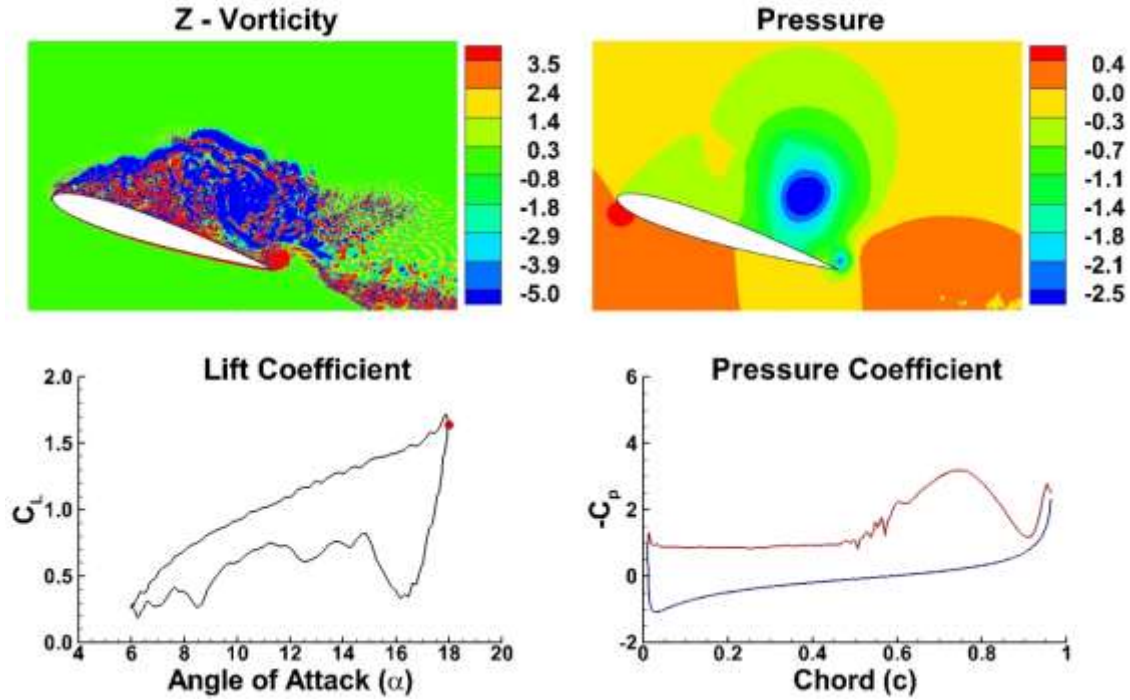 Z - Vorticity
3.5
2.4
1.4
0.3
-0.8
-1.8
-2.9
-3.9
-5.0
Pressure
0.4
0.0
-0.3
-0.7
-1.1
-1.4
-1.8
-2.1
-2.5
Lift Coefficient
2.0
1.5
1.0
0.5
0.0
C_L
4 6 8 10 12 14 16 18 20
Angle of Attack (α)
Pressure Coefficient
6
4
2
0
-2
-C_p
0 0.2 0.4 0.6 0.8 1
Chord (c)